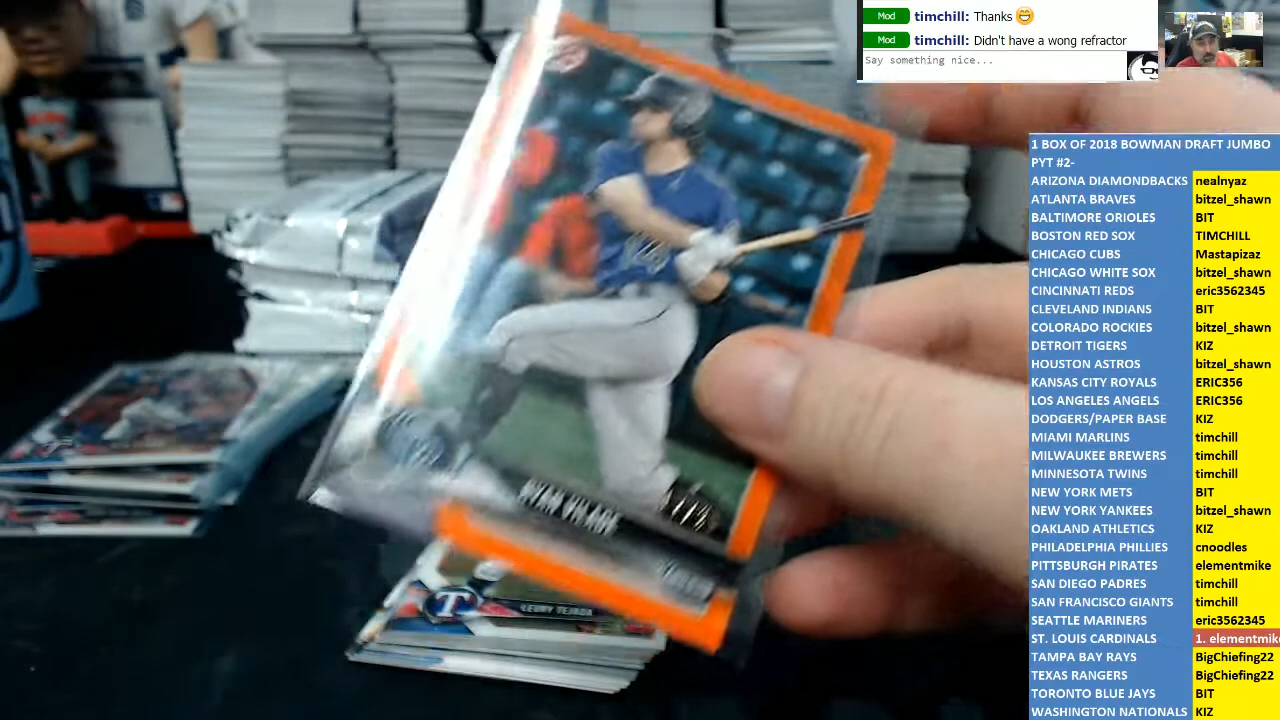 Mod timchill: Thanks 😁
Mod timchill: Didn't have a wong refractor
Say something nice...
1 BOX OF 2018 BOWMAN DRAFT JUMBO
PYT #2-
ARIZONA DIAMONDBACKS nealnyaz
ATLANTA BRAVES bitzel_shawn
BALTIMORE ORIOLES BIT
BOSTON RED SOX TIMCHILL
CHICAGO CUBS Mastapizaz
CHICAGO WHITE SOX bitzel_shawn
CINCINNATI REDS eric3562345
CLEVELAND INDIANS BIT
COLORADO ROCKIES bitzel_shawn
DETROIT TIGERS KIZ
HOUSTON ASTROS bitzel_shawn
KANSAS CITY ROYALS ERIC356
LOS ANGELES ANGELS ERIC356
DODGERS/PAPER BASE KIZ
MIAMI MARLINS timchill
MILWAUKEE BREWERS timchill
MINNESOTA TWINS timchill
NEW YORK METS BIT
NEW YORK YANKEES bitzel_shawn
OAKLAND ATHLETICS KIZ
PHILADELPHIA PHILLIES cnoodles
PITTSBURGH PIRATES elementmike
SAN DIEGO PADRES timchill
SAN FRANCISCO GIANTS timchill
SEATTLE MARINERS eric3562345
ST. LOUIS CARDINALS 1. elementmike
TAMPA BAY RAYS BigChiefing22
TEXAS RANGERS BigChiefing22
TORONTO BLUE JAYS BIT
WASHINGTON NATIONALS KIZ
RYAN VILADE
T LEURY TEJADA